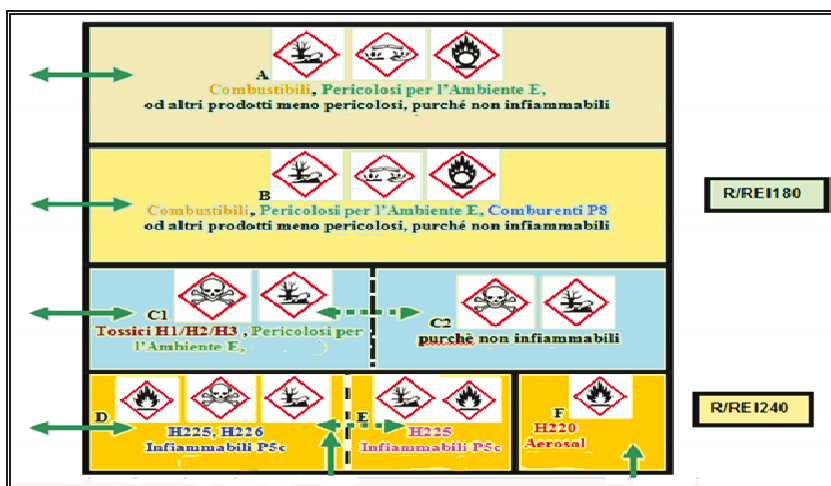 A
Combustibili, Pericolosi per l'Ambiente E,
od altri prodotti meno pericolosi, purché non infiammabili
B
Combustibili, Pericolosi per l'Ambiente E, Comburenti P8
od altri prodotti meno pericolosi, purché non infiammabili
R/REI180
C1
Tossici H1/H2/H3 , Pericolosi per
l'Ambiente E,
C2
purchè non infiammabili
D
H225, H226
Infiammabili P5c
E
H225
Infiammabili P5c
F
H220
Aerosol
R/REI240